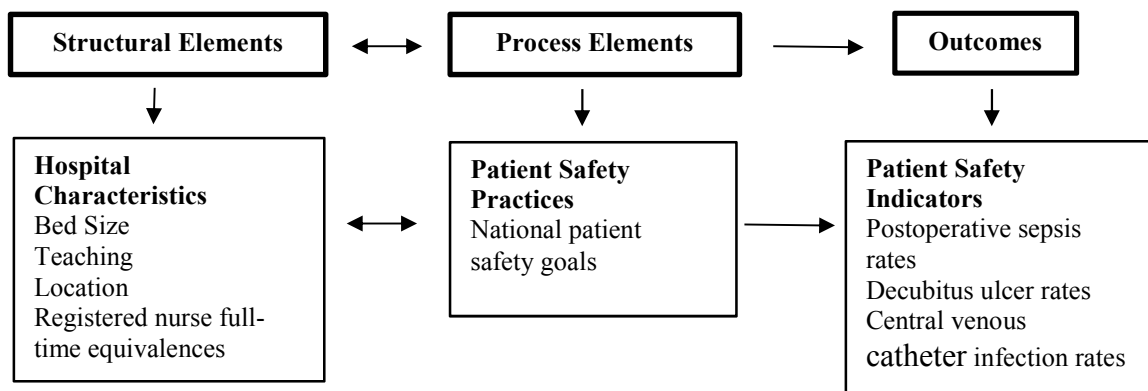 Structural Elements
Process Elements
Outcomes
Hospital
Characteristics
Bed Size
Teaching
Location
Registered nurse full-
time equivalences
Patient Safety
Practices
National patient
safety goals
Patient Safety
Indicators
Postoperative sepsis
rates
Decubitus ulcer rates
Central venous
catheter infection rates